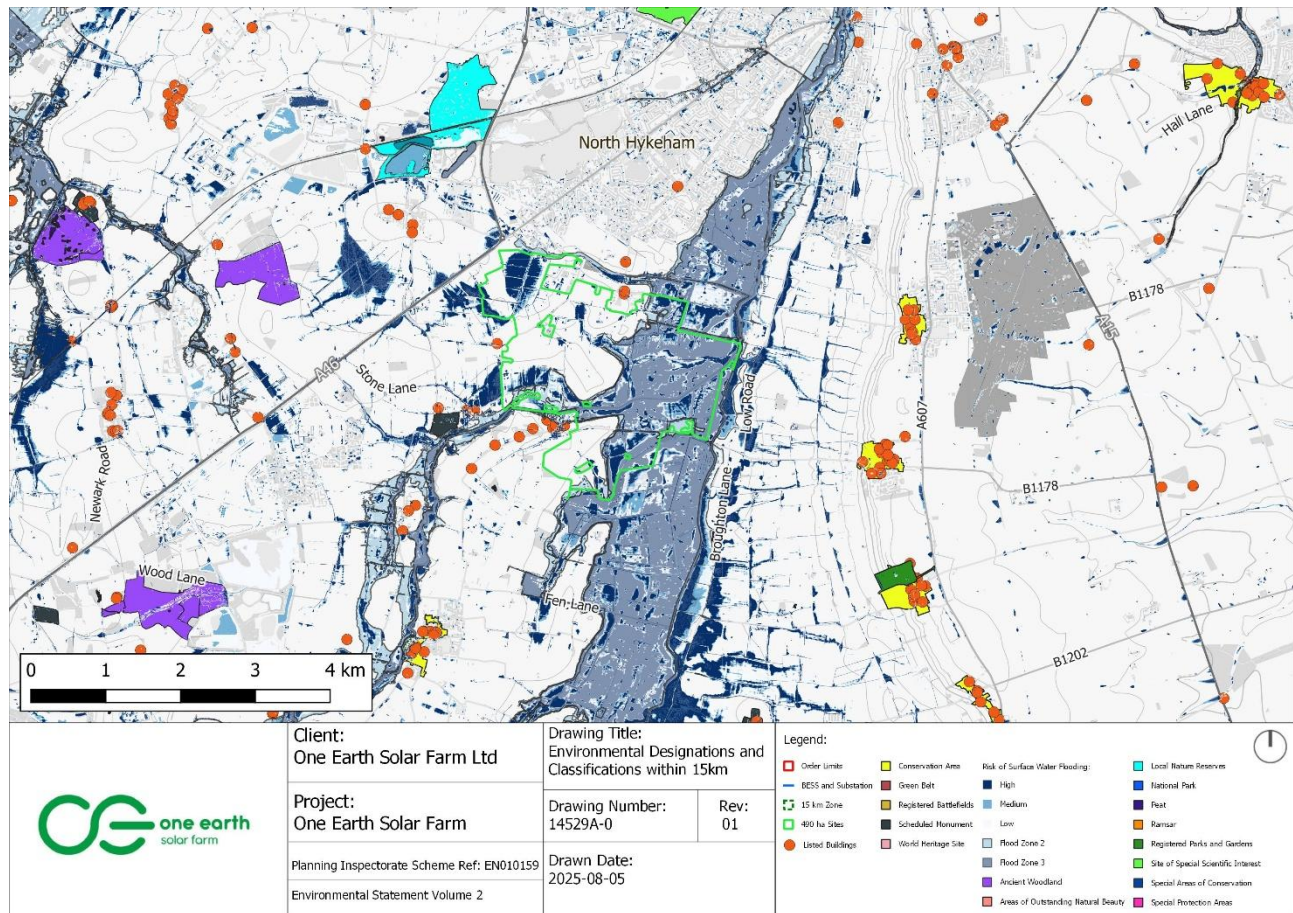 North Hykeham
Hall Lane
B1178
A15
A46
Stone Lane
Low Road
A607
Newark Road
Broughton Lane
B1178
Wood Lane
Fen Lane
B1202
0 1 2 3 4 km
one earth
solar farm
Client:
One Earth Solar Farm Ltd
Project:
One Earth Solar Farm
Planning Inspectorate Scheme Ref: EN010159
Environmental Statement Volume 2
Drawing Title:
Environmental Designations and
Classifications within 15km
Drawing Number:
14529A-0
Rev:
01
Drawn Date:
2025-08-05
Legend:
Order Limits
BESS and Substation
15 km Zone
490 ha Sites
Listed Buildings
Conservation Area
Green Belt
Registered Battlefields
Scheduled Monument
World Heritage Site
Risk of Surface Water Flooding:
High
Medium
Low
Flood Zone 2
Flood Zone 3
Ancient Woodland
Areas of Outstanding Natural Beauty
Local Nature Reserves
National Park
Peat
Ramsar
Registered Parks and Gardens
Site of Special Scientific Interest
Special Areas of Conservation
Special Protection Areas